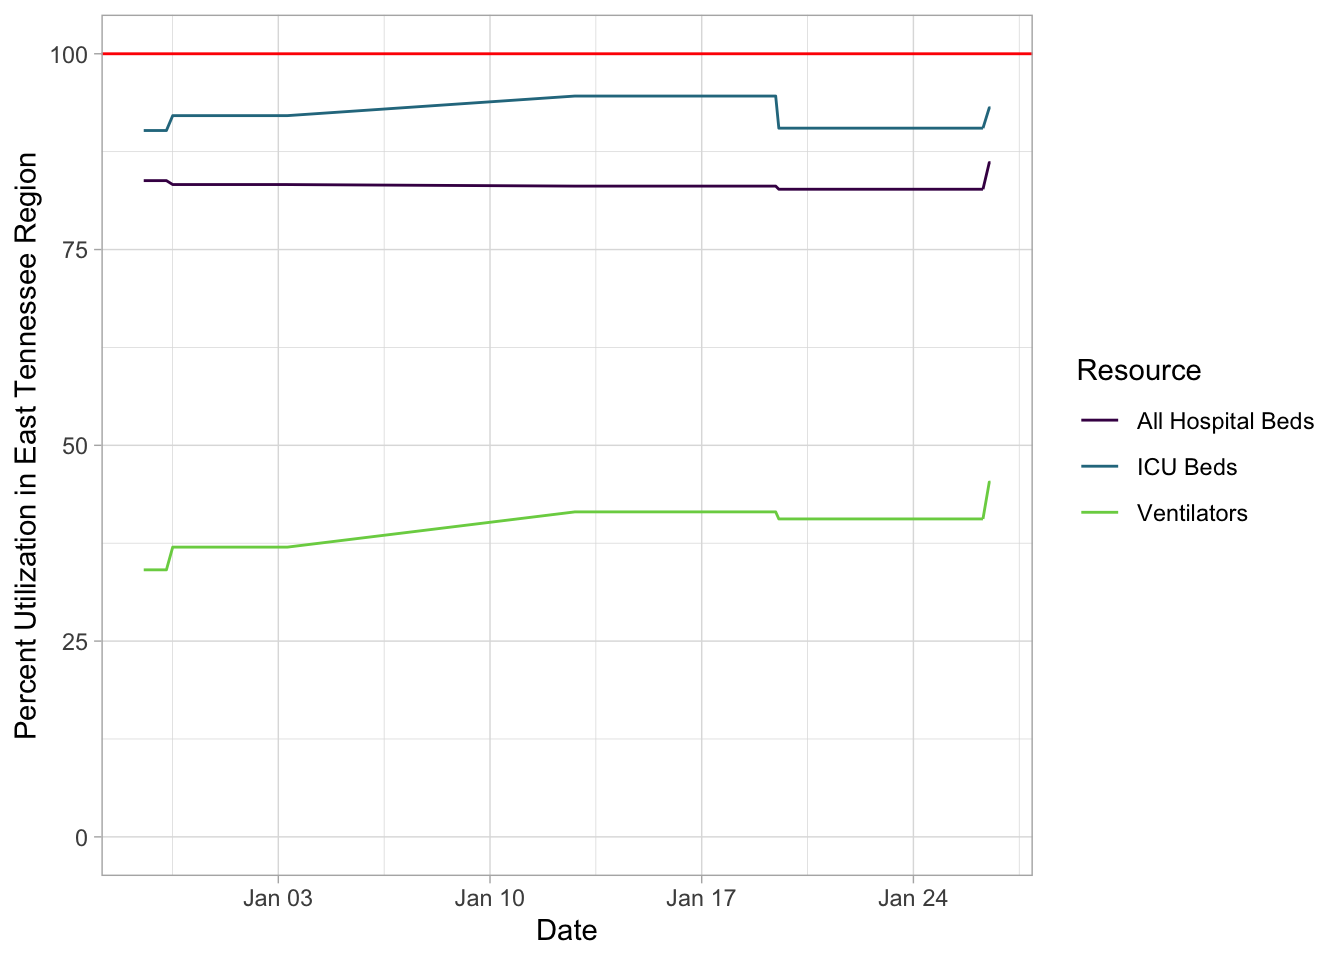 Percent Utilization in East Tennessee Region
100
75
50
25
0
Jan 03
Jan 10
Jan 17
Jan 24
Date
Resource
All Hospital Beds
ICU Beds
Ventilators